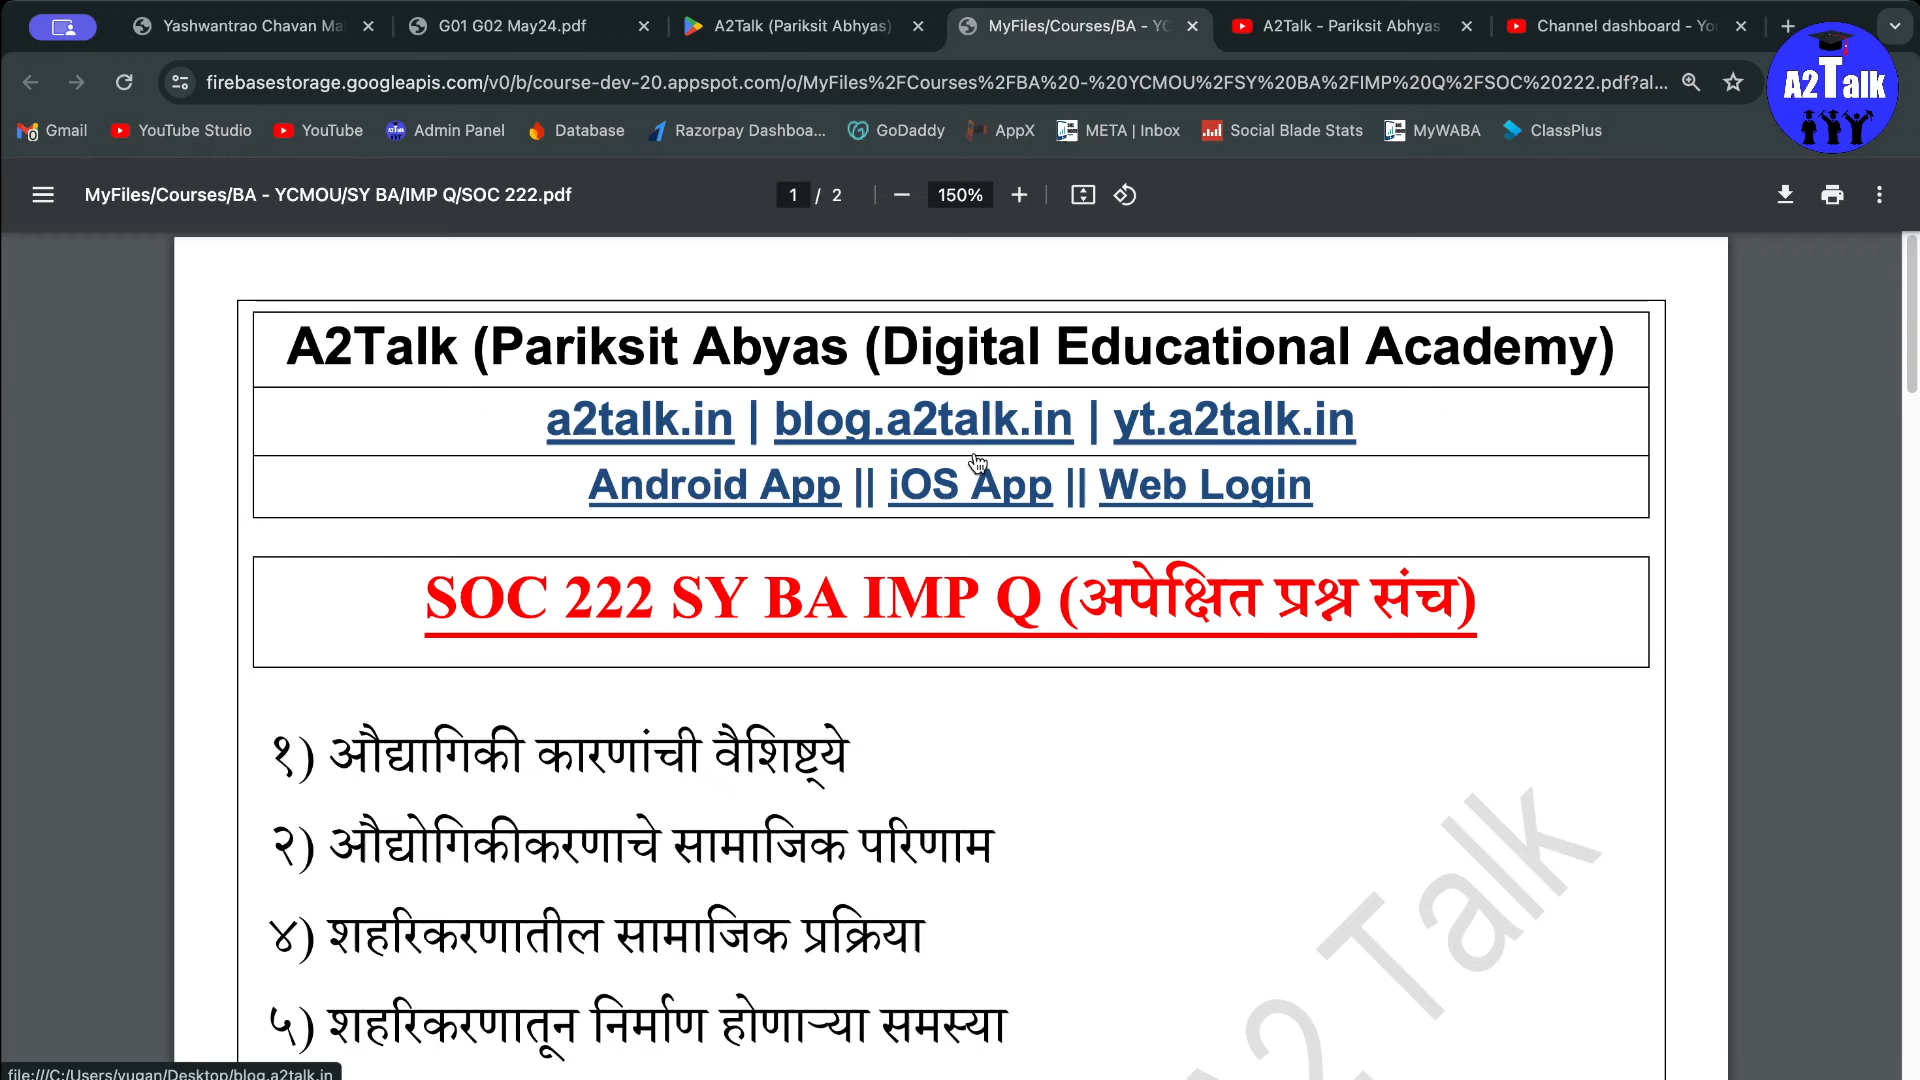 Yashwantrao Chavan Ma
G01 G02 May24.pdf
A2Talk (Pariksit Abhyas)
MyFiles/Courses/BA - YC
A2Talk - Pariksit Abhyas
Channel dashboard - Yo
firebasestorage.googleapis.com/v0/b/course-dev-20.appspot.com/o/MyFiles%2FCourses%2FBA%20-%20YCMOU%2FSY%20BA%2FIMP%20Q%2FSOC%20222.pdf?al...
A2Talk
Gmail
YouTube Studio
YouTube
Admin Panel
Database
Razorpay Dashboa...
GoDaddy
AppX
META | Inbox
Social Blade Stats
MyWABA
ClassPlus
MyFiles/Courses/BA - YCMOU/SY BA/IMP Q/SOC 222.pdf
1 / 2
150%
A2Talk (Pariksit Abyas (Digital Educational Academy)
a2talk.in | blog.a2talk.in | yt.a2talk.in
Android App || iOS App || Web Login
SOC 222 SY BA IMP Q (अपेक्षित प्रश्न संच)
१) औद्यागिकी कारणांची वैशिष्ट्ये
२) औद्योगिकीकरणाचे सामाजिक परिणाम
४) शहरिकरणातील सामाजिक प्रक्रिया
५) शहरिकरणातून निर्माण होणाऱ्या समस्या
A2 Talk
file:///C:/Users/yugan/Desktop/blog.a2talk.in